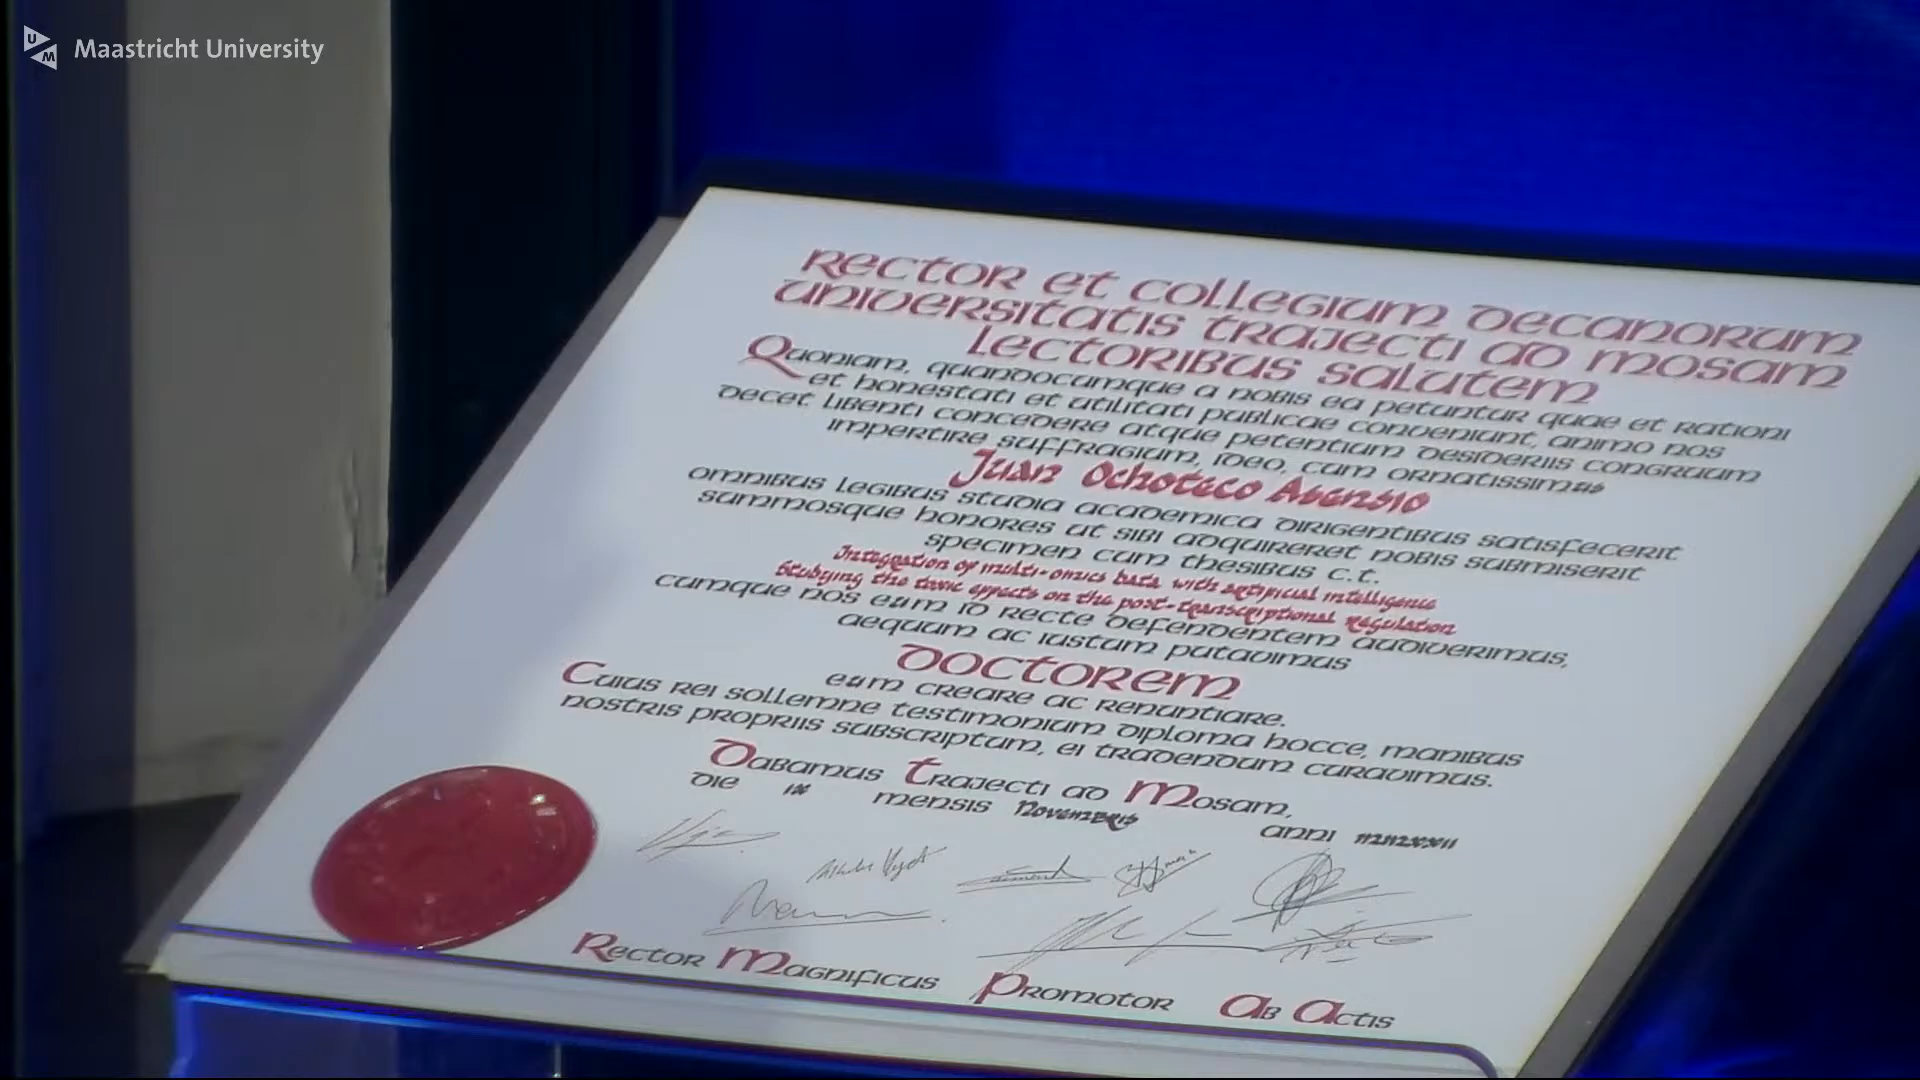 UM Maastricht University
Rector et Collegium Decanorum
Universitatis Trajecti ad Mosam
Lectoribus Salutem
Quoniam, quandocumque a nobis ea petuntur quae et rationi
et honestati et utilitati publicae conveniunt, animo nos
decet libenti concedere atque petentium desideriis congruum
impertire suffragium, ideo, cum ornatissimus
Juan Ochoteco Asensio
omnibus legibus studia academica dirigentibus satisfecerit
summosque honores ut sibi adquireret nobis submiserit
specimen cum thesibus c.t.
Integration of multi-omics data with artificial intelligence
Studying the toxic effects on the post-transcriptional regulation
cumque nos eum id recte defendentem audiverimus,
aequum ac iustum putavimus
Doctorem
eum creare ac renuntiare.
Cuius rei sollemne testimonium diploma hocce, manibus
nostris propriis subscriptum, ei tradendum curavimus.
Dabamus Trajecti ad Mosam,
die mensis Novembris anni MMXXII
Rector Magnificus Promotor Ab Actis